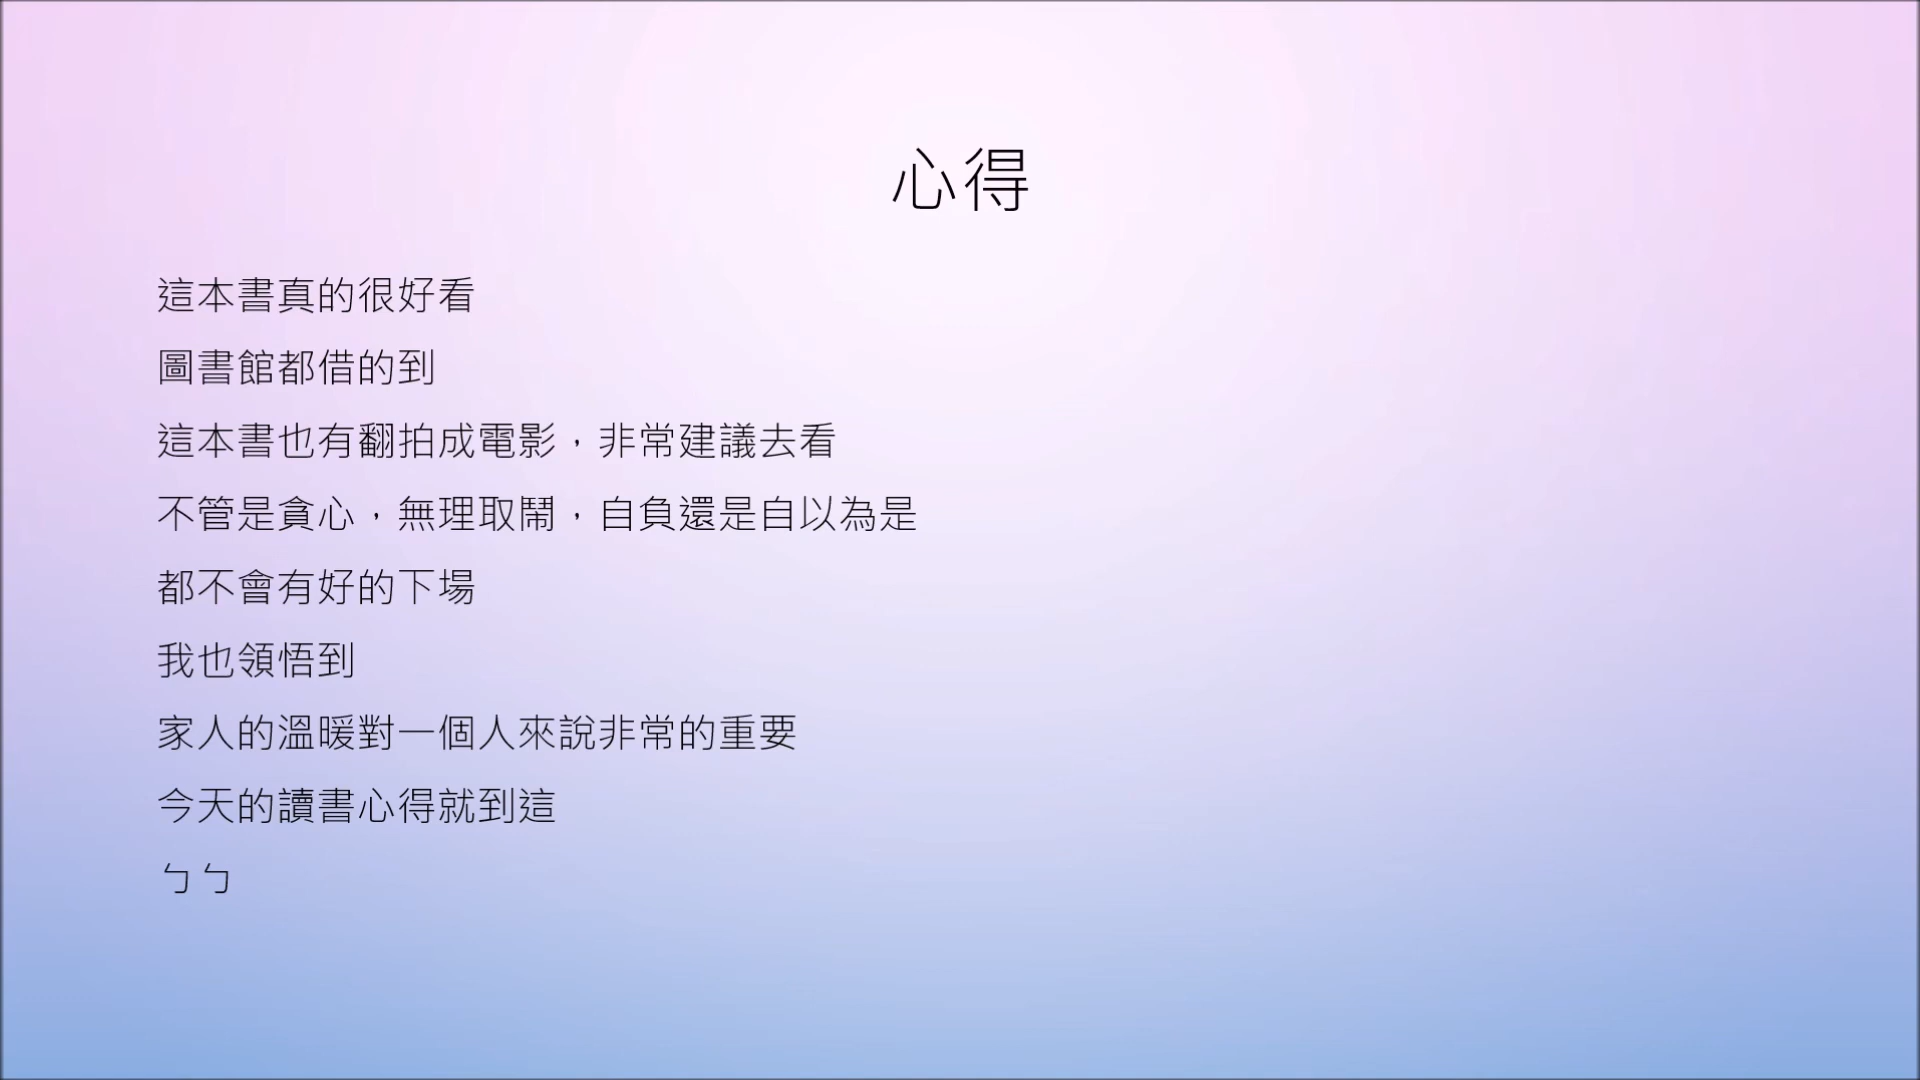 心得
這本書真的很好看
圖書館都借的到
這本書也有翻拍成電影，非常建議去看
不管是貪心，無理取鬧，自負還是自以為是
都不會有好的下場
我也領悟到
家人的溫暖對一個人來說非常的重要
今天的讀書心得就到這
ㄅㄅ